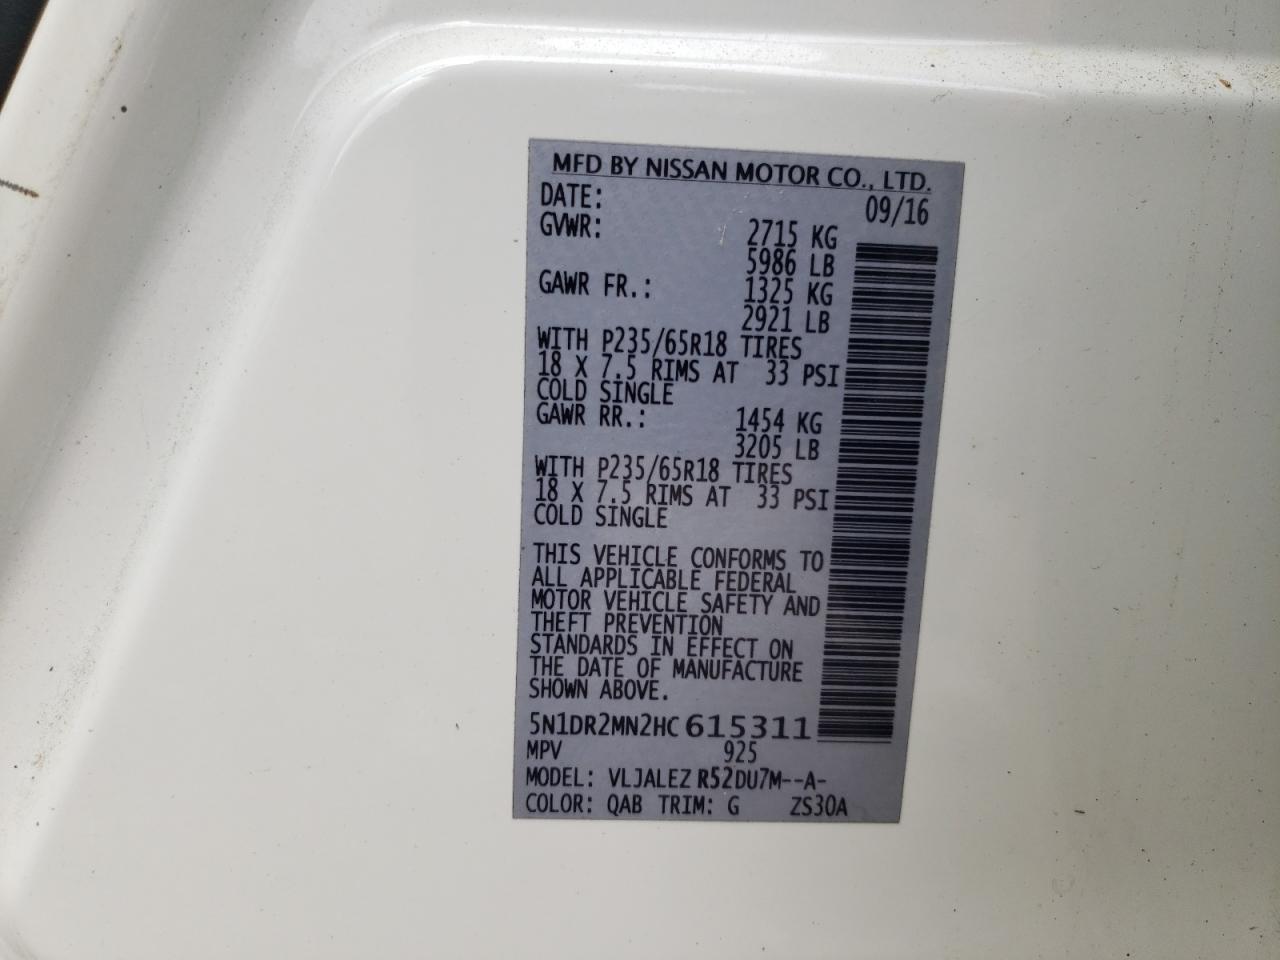 MFD BY NISSAN MOTOR CO., LTD.
DATE: 09/16
GVWR: 2715 KG
5986 LB
GAWR FR.: 1325 KG
2921 LB
WITH P235/65R18 TIRES
18 X 7.5 RIMS AT 33 PSI
COLD SINGLE
GAWR RR.: 1454 KG
3205 LB
WITH P235/65R18 TIRES
18 X 7.5 RIMS AT 33 PSI
COLD SINGLE
THIS VEHICLE CONFORMS TO
ALL APPLICABLE FEDERAL
MOTOR VEHICLE SAFETY AND
THEFT PREVENTION
STANDARDS IN EFFECT ON
THE DATE OF MANUFACTURE
SHOWN ABOVE.
5N1DR2MN2HC615311
MPV 925
MODEL: VLJALEZ R52DU7M--A-
COLOR: QAB TRIM: G ZS30A